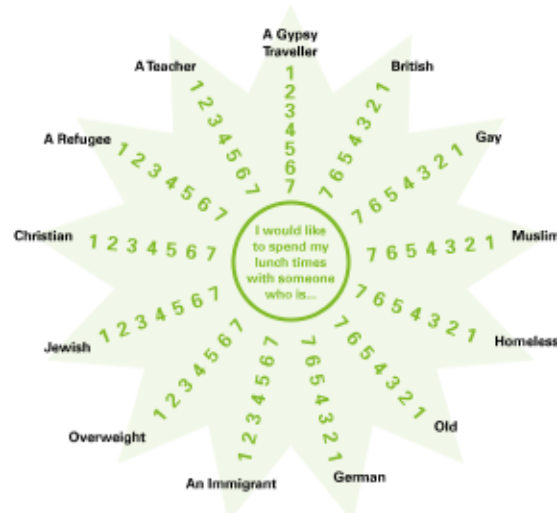 A Gypsy
Traveller
1
2
3
4
5
6
7
British
7 6 5 4 3 2 1
Gay
7 6 5 4 3 2 1
Muslim
7 6 5 4 3 2 1
Homeless
7 6 5 4 3 2 1
Old
7 6 5 4 3 2 1
German
7 6 5 4 3 2 1
An Immigrant
1 2 3 4 5 6 7
Overweight
1 2 3 4 5 6 7
Jewish
1 2 3 4 5 6 7
Christian
1 2 3 4 5 6 7
A Refugee
1 2 3 4 5 6 7
A Teacher
1 2 3 4 5 6 7
I would like
to spend my
lunch times
with someone
who is...